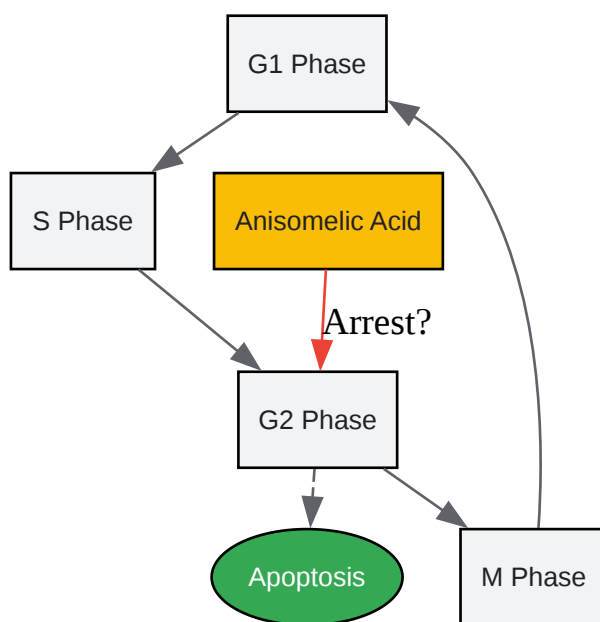 G1 Phase
S Phase
Anisomelic Acid
Arrest?
G2 Phase
Apoptosis
M Phase